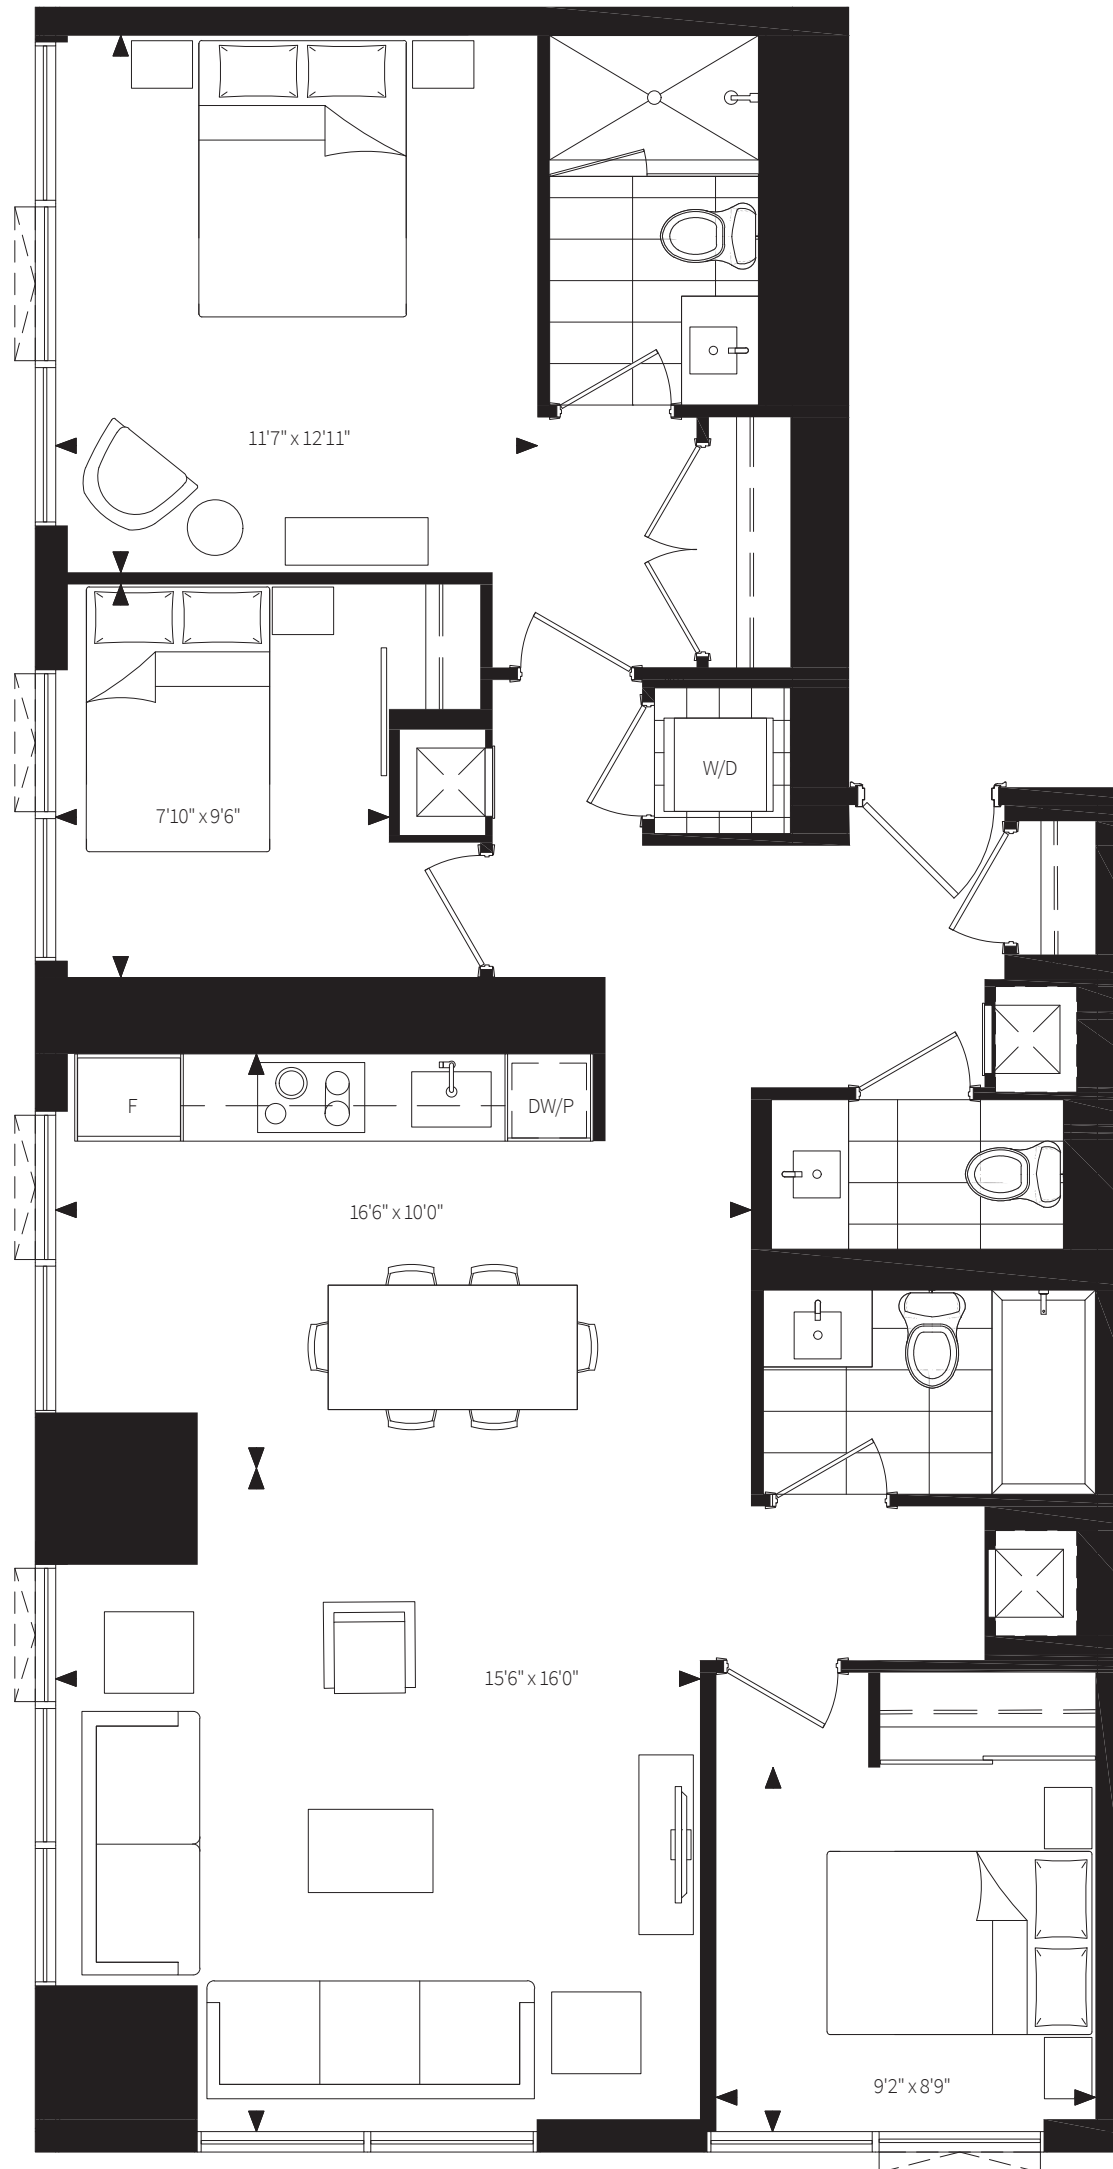 11'7" x 12'11"
W/D
7'10" x 9'6"
F
DW/P
16'6" x 10'0"
15'6" x 16'0"
9'2" x 8'9"